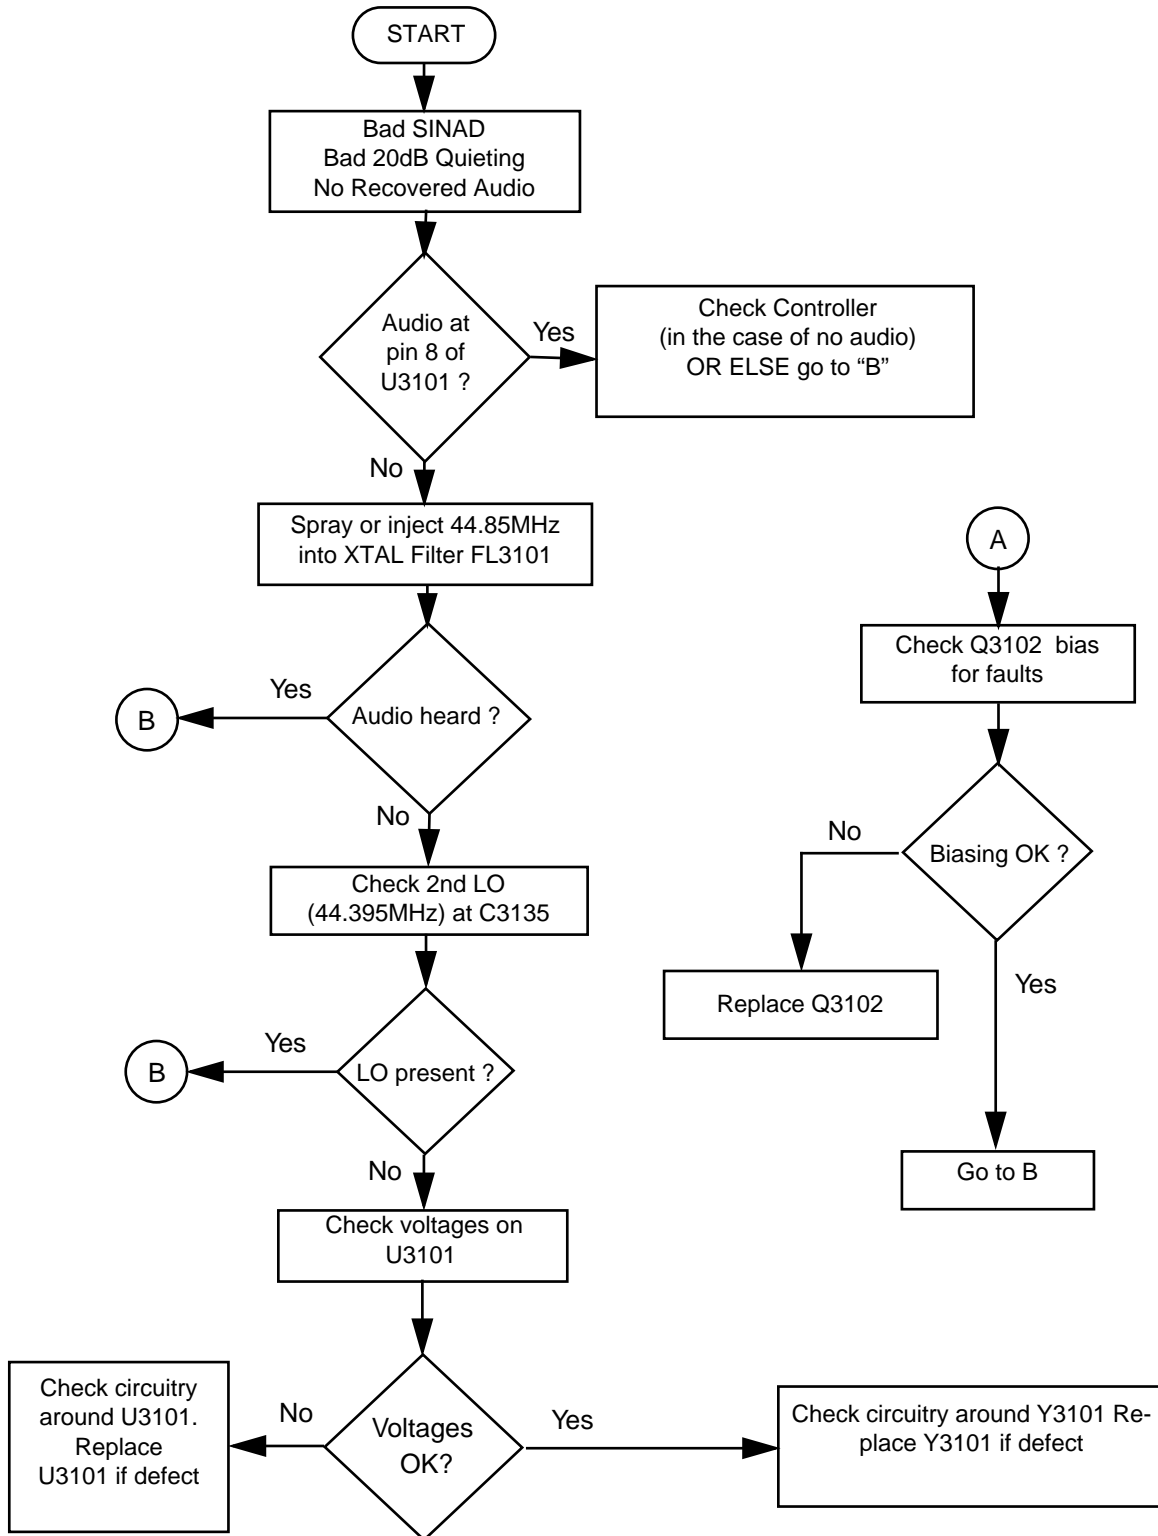 START
Bad SINAD
Bad 20dB Quieting
No Recovered Audio
Audio at
pin 8 of
U3101 ?
Yes
Check Controller
(in the case of no audio)
OR ELSE go to “B”
No
Spray or inject 44.85MHz
into XTAL Filter FL3101
Yes
B
Audio heard ?
No
Check 2nd LO
(44.395MHz) at C3135
Yes
B
LO present ?
No
Check voltages on
U3101
Voltages
OK?
No
Check circuitry
around U3101.
Replace
U3101 if defect
Yes
Check circuitry around Y3101 Re-
place Y3101 if defect
A
Check Q3102 bias
for faults
Biasing OK ?
No
Replace Q3102
Yes
Go to B